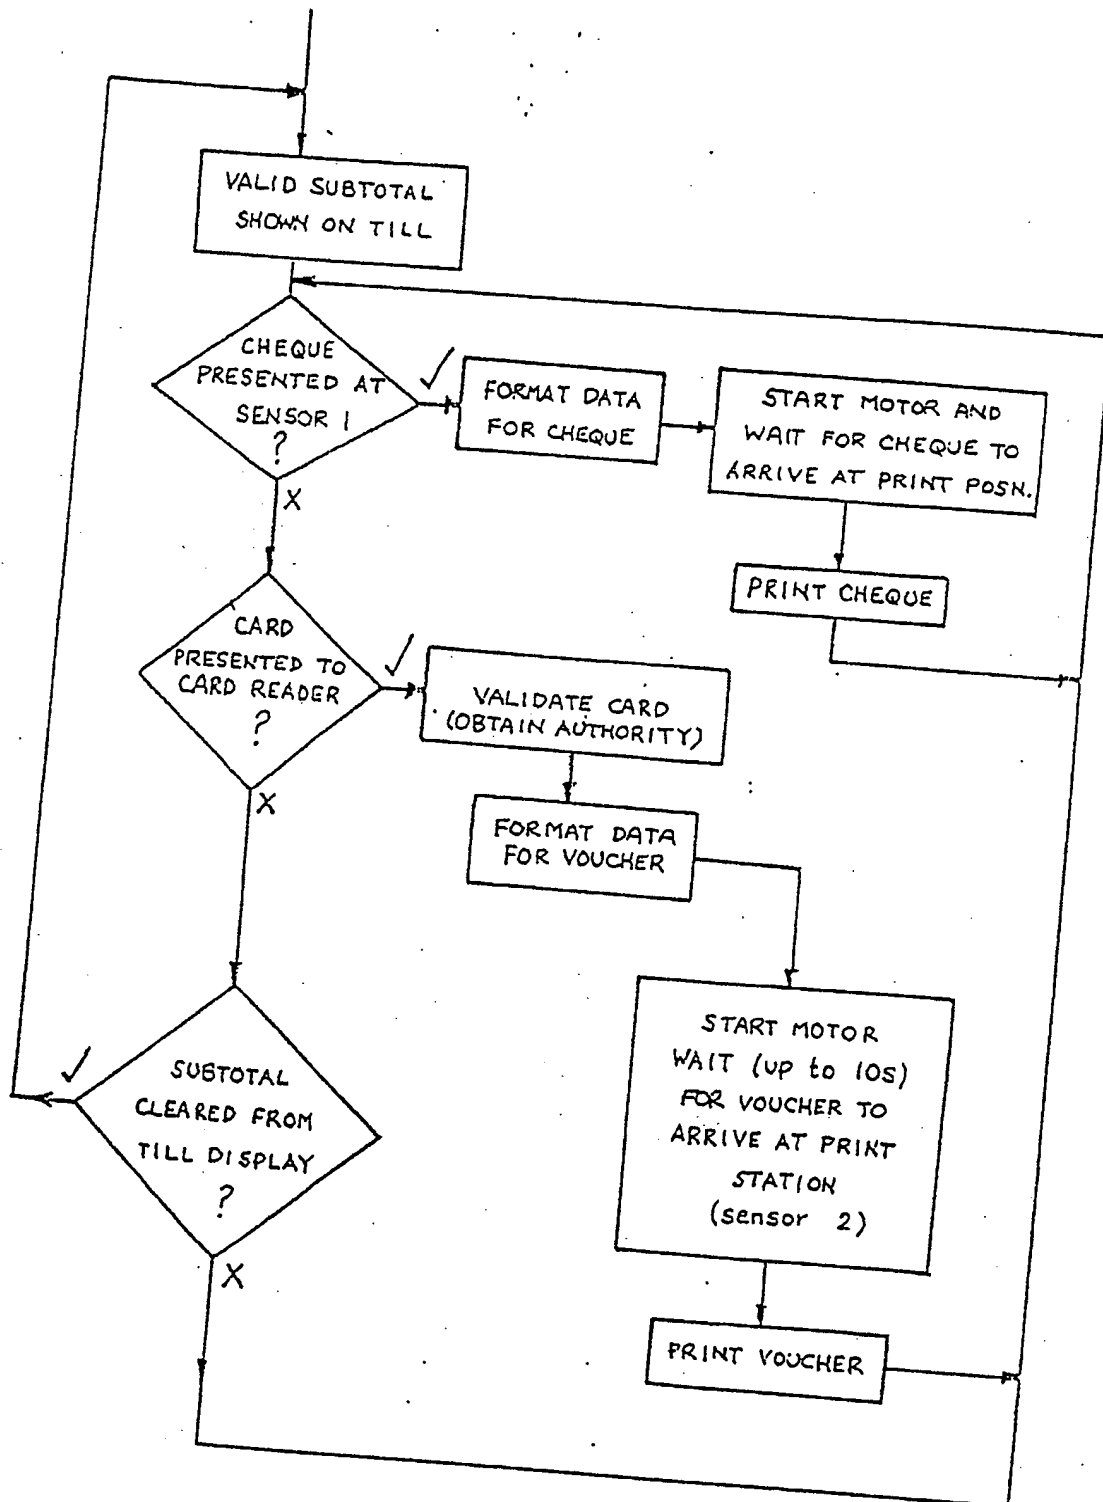 VALID SUBTOTAL
SHOWN ON TILL
CHEQUE
PRESENTED AT
SENSOR 1
?
✓
X
FORMAT DATA
FOR CHEQUE
START MOTOR AND
WAIT FOR CHEQUE TO
ARRIVE AT PRINT POSN.
PRINT CHEQUE
CARD
PRESENTED TO
CARD READER
?
✓
X
VALIDATE CARD
(OBTAIN AUTHORITY)
FORMAT DATA
FOR VOUCHER
START MOTOR
WAIT (up to 10s)
FOR VOUCHER TO
ARRIVE AT PRINT
STATION
(sensor 2)
PRINT VOUCHER
SUBTOTAL
CLEARED FROM
TILL DISPLAY
?
✓
X